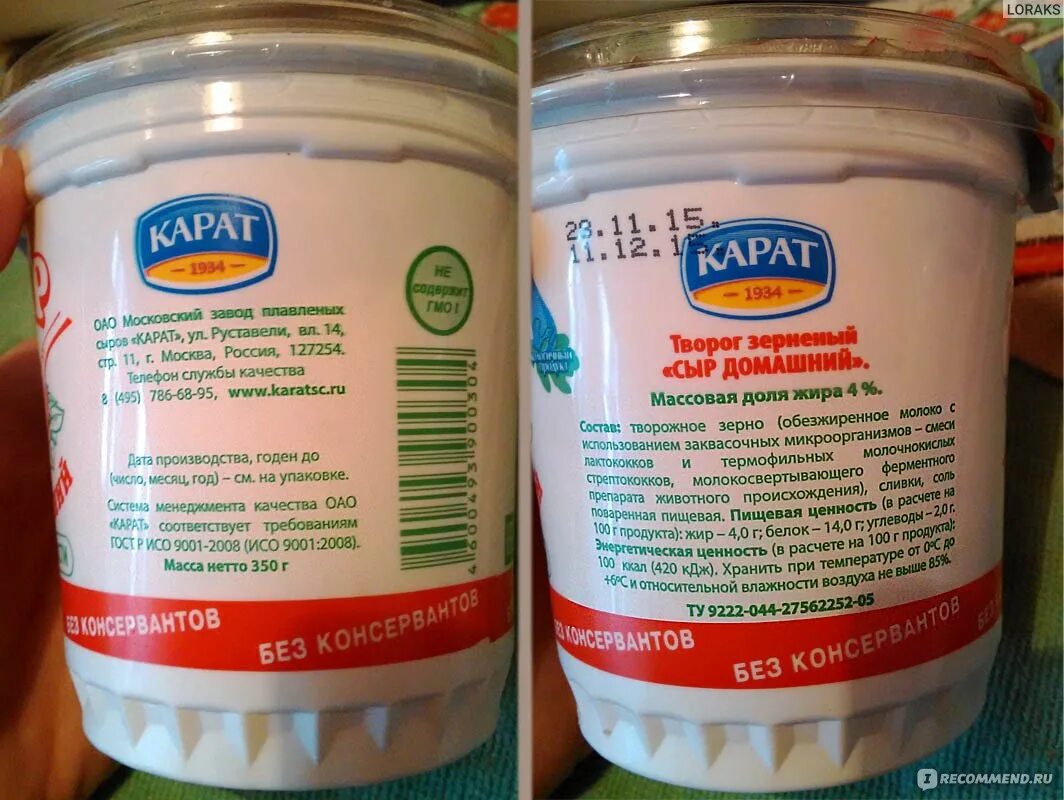 LORAKS
КАРАТ
1934
НЕ
содержит
ГМО!
ОАО Московский завод плавленых
сыров «КАРАТ», ул. Руставели, вл. 14,
стр. 11, г. Москва, Россия, 127254.
Телефон службы качества
8 (495) 786-68-95, www.karatsc.ru
Дата производства, годен до
(число, месяц, год) – см. на упаковке.
Система менеджмента качества ОАО
«КАРАТ» соответствует требованиям
ГОСТ Р ИСО 9001-2008 (ИСО 9001:2008).
Масса нетто 350 г
4600493900304
БЕЗ КОНСЕРВАНТОВ
БЕЗ КОНСЕРВАНТОВ
28.11.15.
11.12.15.
КАРАТ
1934
Творог зерненый
«СЫР ДОМАШНИЙ».
Массовая доля жира 4 %.
Состав: творожное зерно (обезжиренное молоко с
использованием заквасочных микроорганизмов – смеси
лактококков и термофильных молочнокислых
стрептококков, молокосвертывающего ферментного
препарата животного происхождения), сливки, соль
поваренная пищевая. Пищевая ценность (в расчете на
100 г продукта): жир – 4,0 г; белок – 14,0 г; углеводы – 2,0 г.
Энергетическая ценность (в расчете на 100 г продукта):
100 ккал (420 кДж). Хранить при температуре от 0°С до
+6°С и относительной влажности воздуха не выше 85%.
ТУ 9222-044-27562252-05
БЕЗ КОНСЕРВАНТОВ
БЕЗ КОНСЕРВАНТОВ
I RECOMMEND.RU